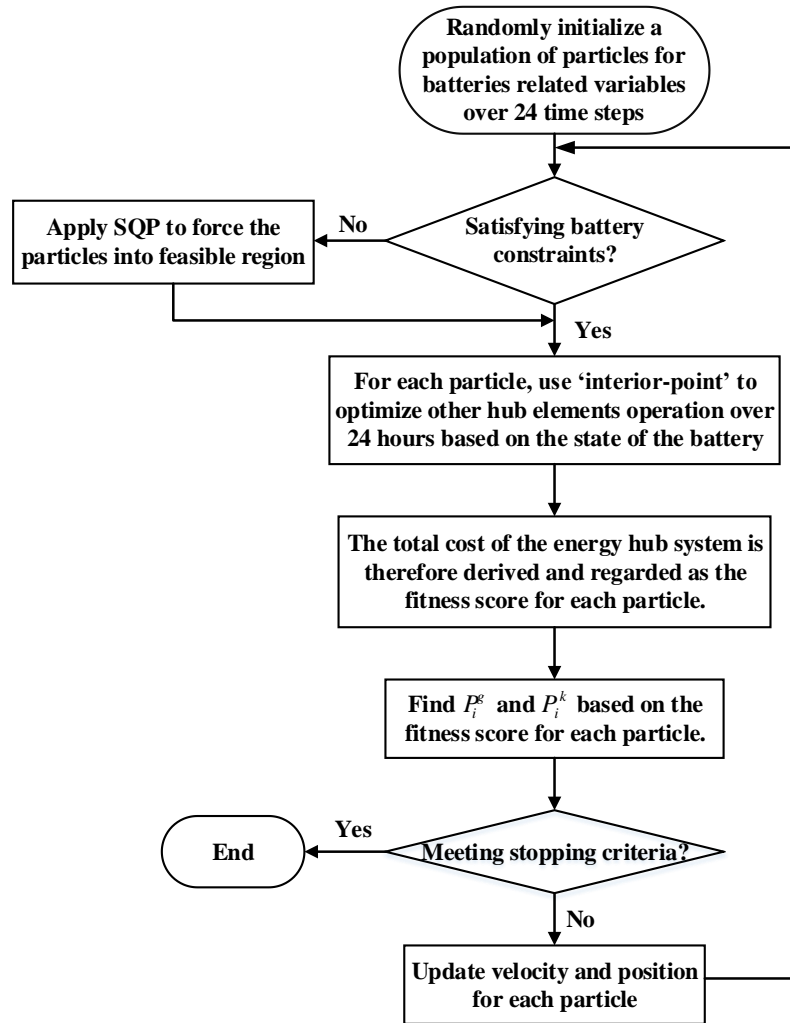 Randomly initialize a
population of particles for
batteries related variables
over 24 time steps
Satisfying battery
constraints?
No
Apply SQP to force the
particles into feasible region
Yes
For each particle, use ‘interior-point’ to
optimize other hub elements operation over
24 hours based on the state of the battery
The total cost of the energy hub system is
therefore derived and regarded as the
fitness score for each particle.
Find P_i^g and P_i^k based on the
fitness score for each particle.
Meeting stopping criteria?
Yes
End
No
Update velocity and position
for each particle